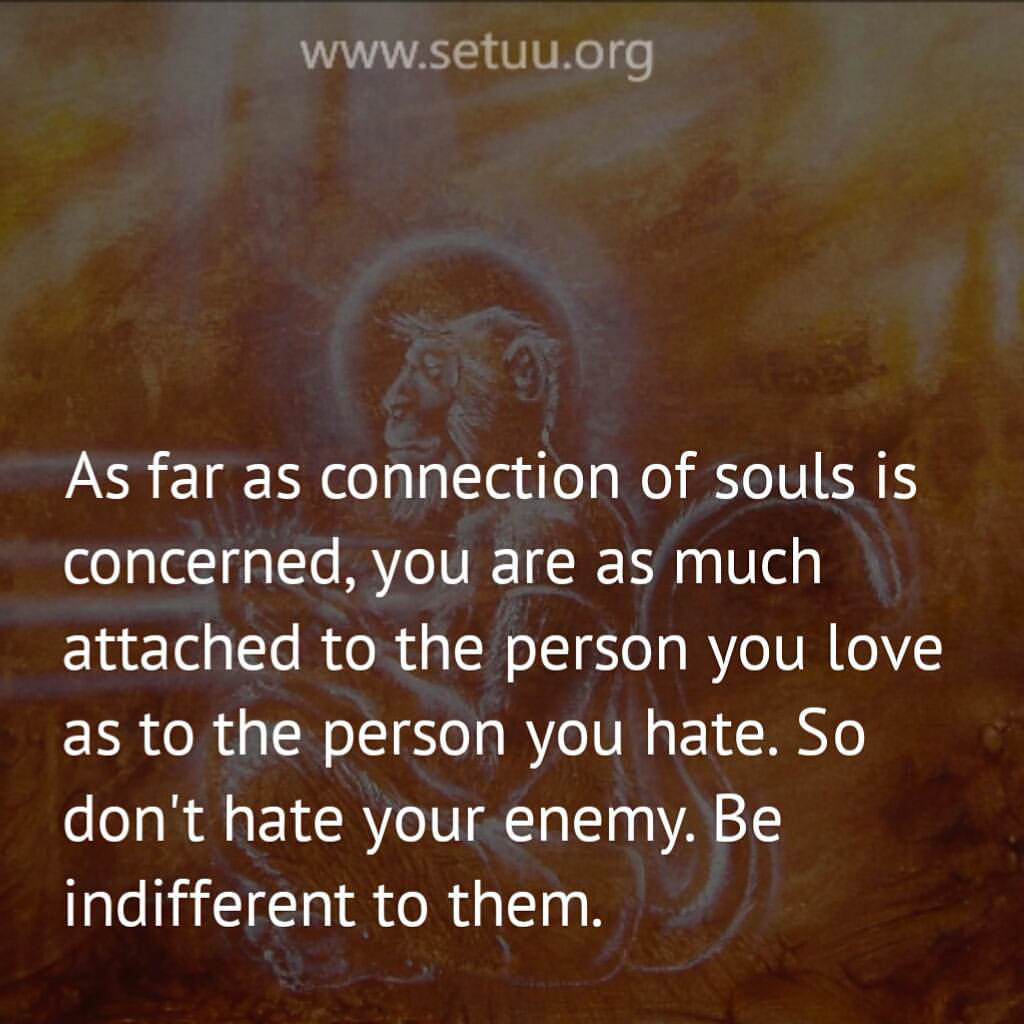 www.setuu.org
As far as connection of souls is
concerned, you are as much
attached to the person you love
as to the person you hate. So
don't hate your enemy. Be
indifferent to them.